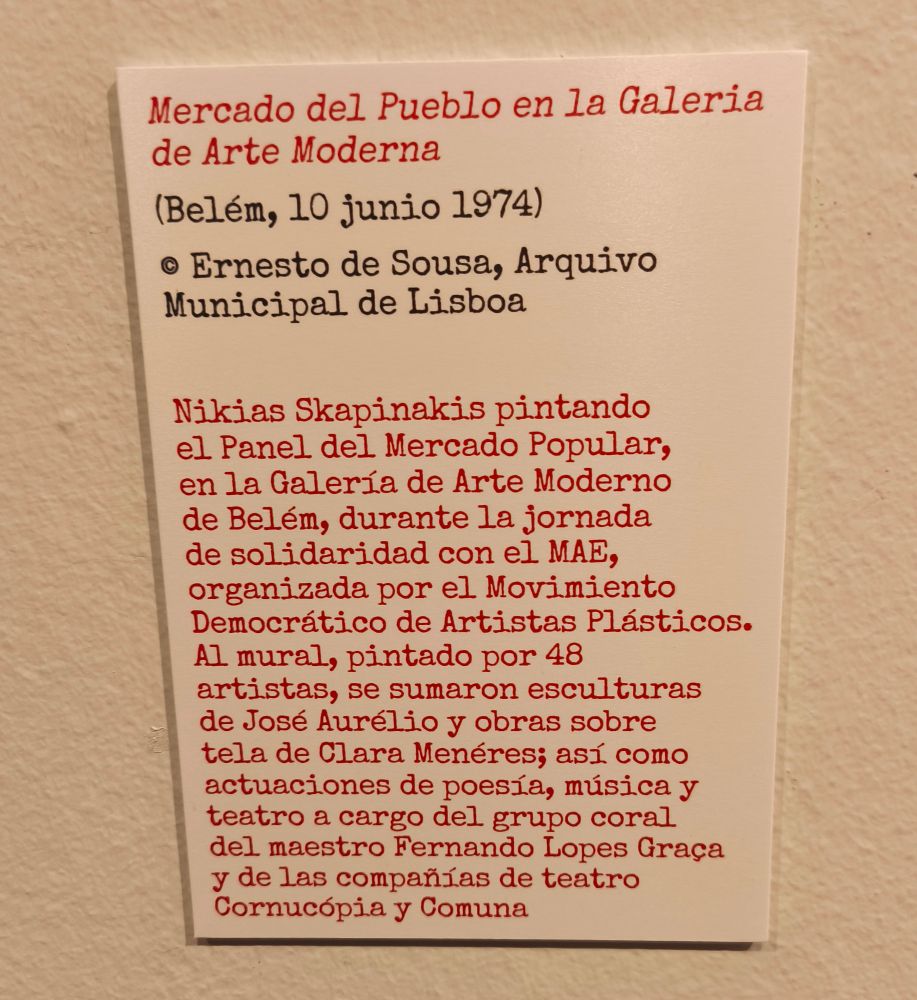 Mercado del Pueblo en la Galeria
de Arte Moderna
(Belém, 10 junio 1974)
© Ernesto de Sousa, Arquivo
Municipal de Lisboa
Nikias Skapinakis pintando
el Panel del Mercado Popular,
en la Galería de Arte Moderno
de Belém, durante la jornada
de solidaridad con el MAE,
organizada por el Movimiento
Democrático de Artistas Plásticos.
Al mural, pintado por 48
artistas, se sumaron esculturas
de José Aurélio y obras sobre
tela de Clara Menéres; así como
actuaciones de poesía, música y
teatro a cargo del grupo coral
del maestro Fernando Lopes Graça
y de las compañías de teatro
Cornucópia y Comuna